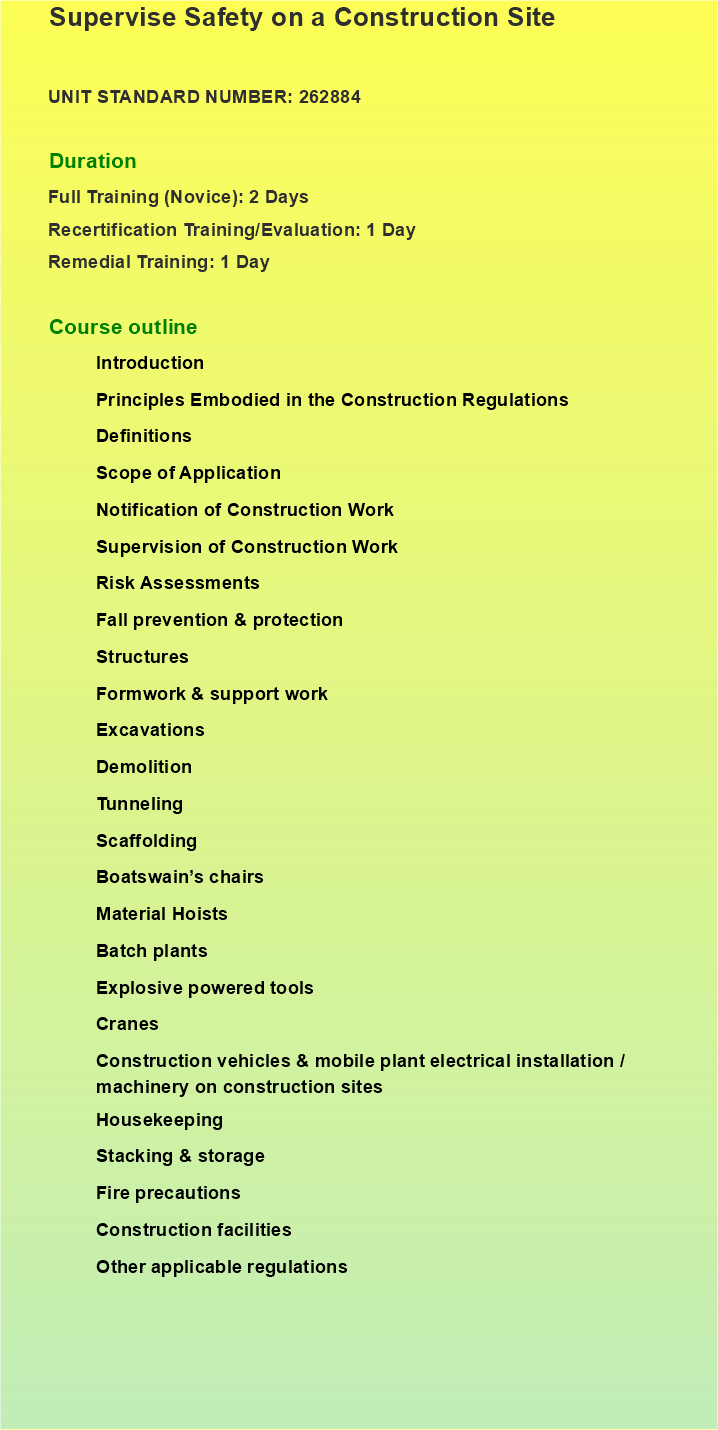 Supervise Safety on a Construction Site
UNIT STANDARD NUMBER: 262884
Duration
Full Training (Novice): 2 Days
Recertification Training/Evaluation: 1 Day
Remedial Training: 1 Day
Course outline
Introduction
Principles Embodied in the Construction Regulations
Definitions
Scope of Application
Notification of Construction Work
Supervision of Construction Work
Risk Assessments
Fall prevention & protection
Structures
Formwork & support work
Excavations
Demolition
Tunneling
Scaffolding
Boatswain’s chairs
Material Hoists
Batch plants
Explosive powered tools
Cranes
Construction vehicles & mobile plant electrical installation /
machinery on construction sites
Housekeeping
Stacking & storage
Fire precautions
Construction facilities
Other applicable regulations